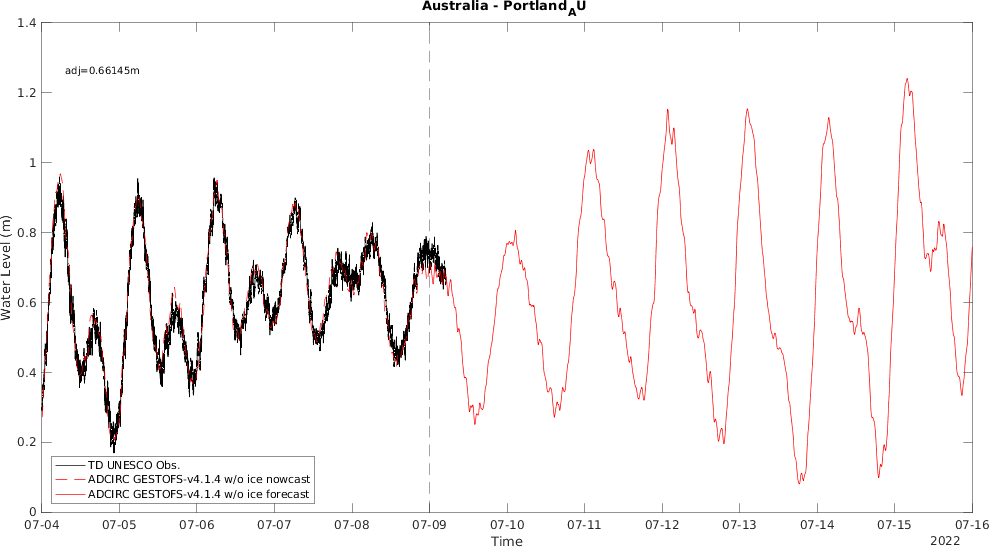 Australia - Portland_AU
1.4
adj=0.66145m
1.2
1
0.8
0.6
0.4
0.2
0
Water Level (m)
TD UNESCO Obs.
ADCIRC GESTOFS-v4.1.4 w/o ice nowcast
ADCIRC GESTOFS-v4.1.4 w/o ice forecast
07-04 07-05 07-06 07-07 07-08 07-09 07-10 07-11 07-12 07-13 07-14 07-15 07-16
Time
2022